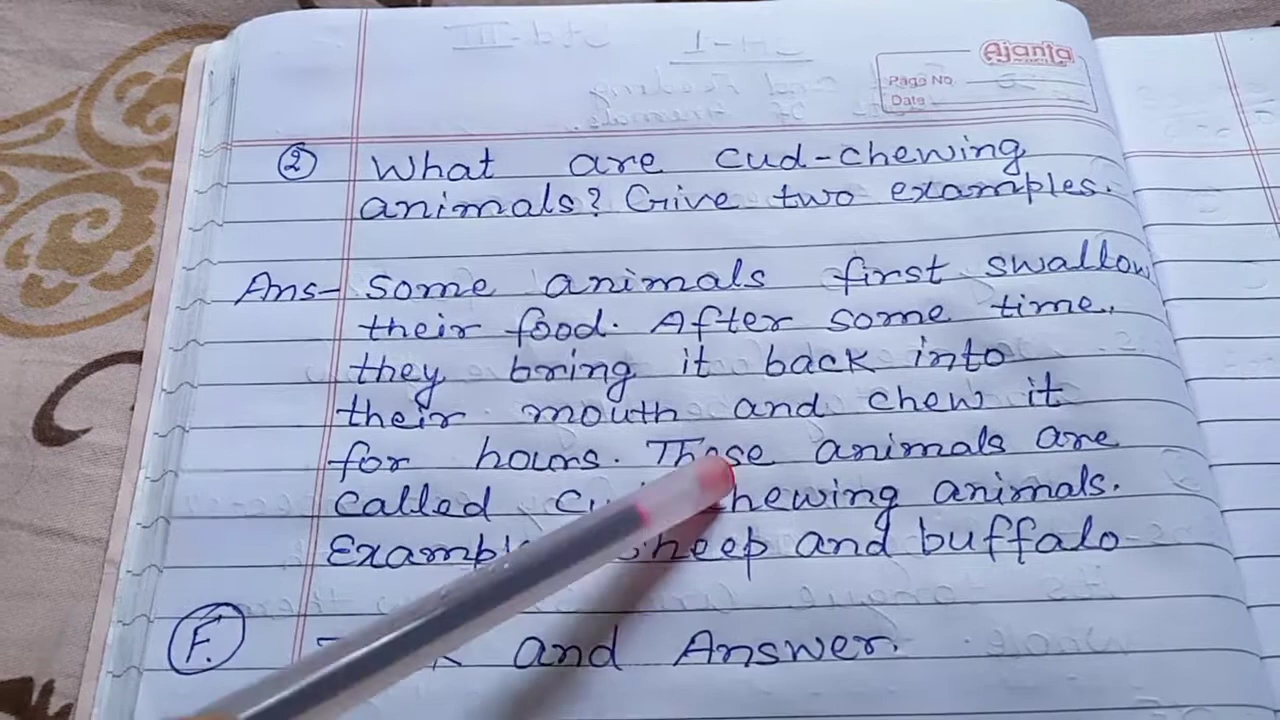 Ajanta
Page No.
Date
② What are cud-chewing
animals? Give two examples.
Ans- Some animals first swallow
their food. After some time,
they bring it back into
their mouth and chew it
for hours. These animals are
called chewing animals.
sheep and buffalo
F. and Answer.